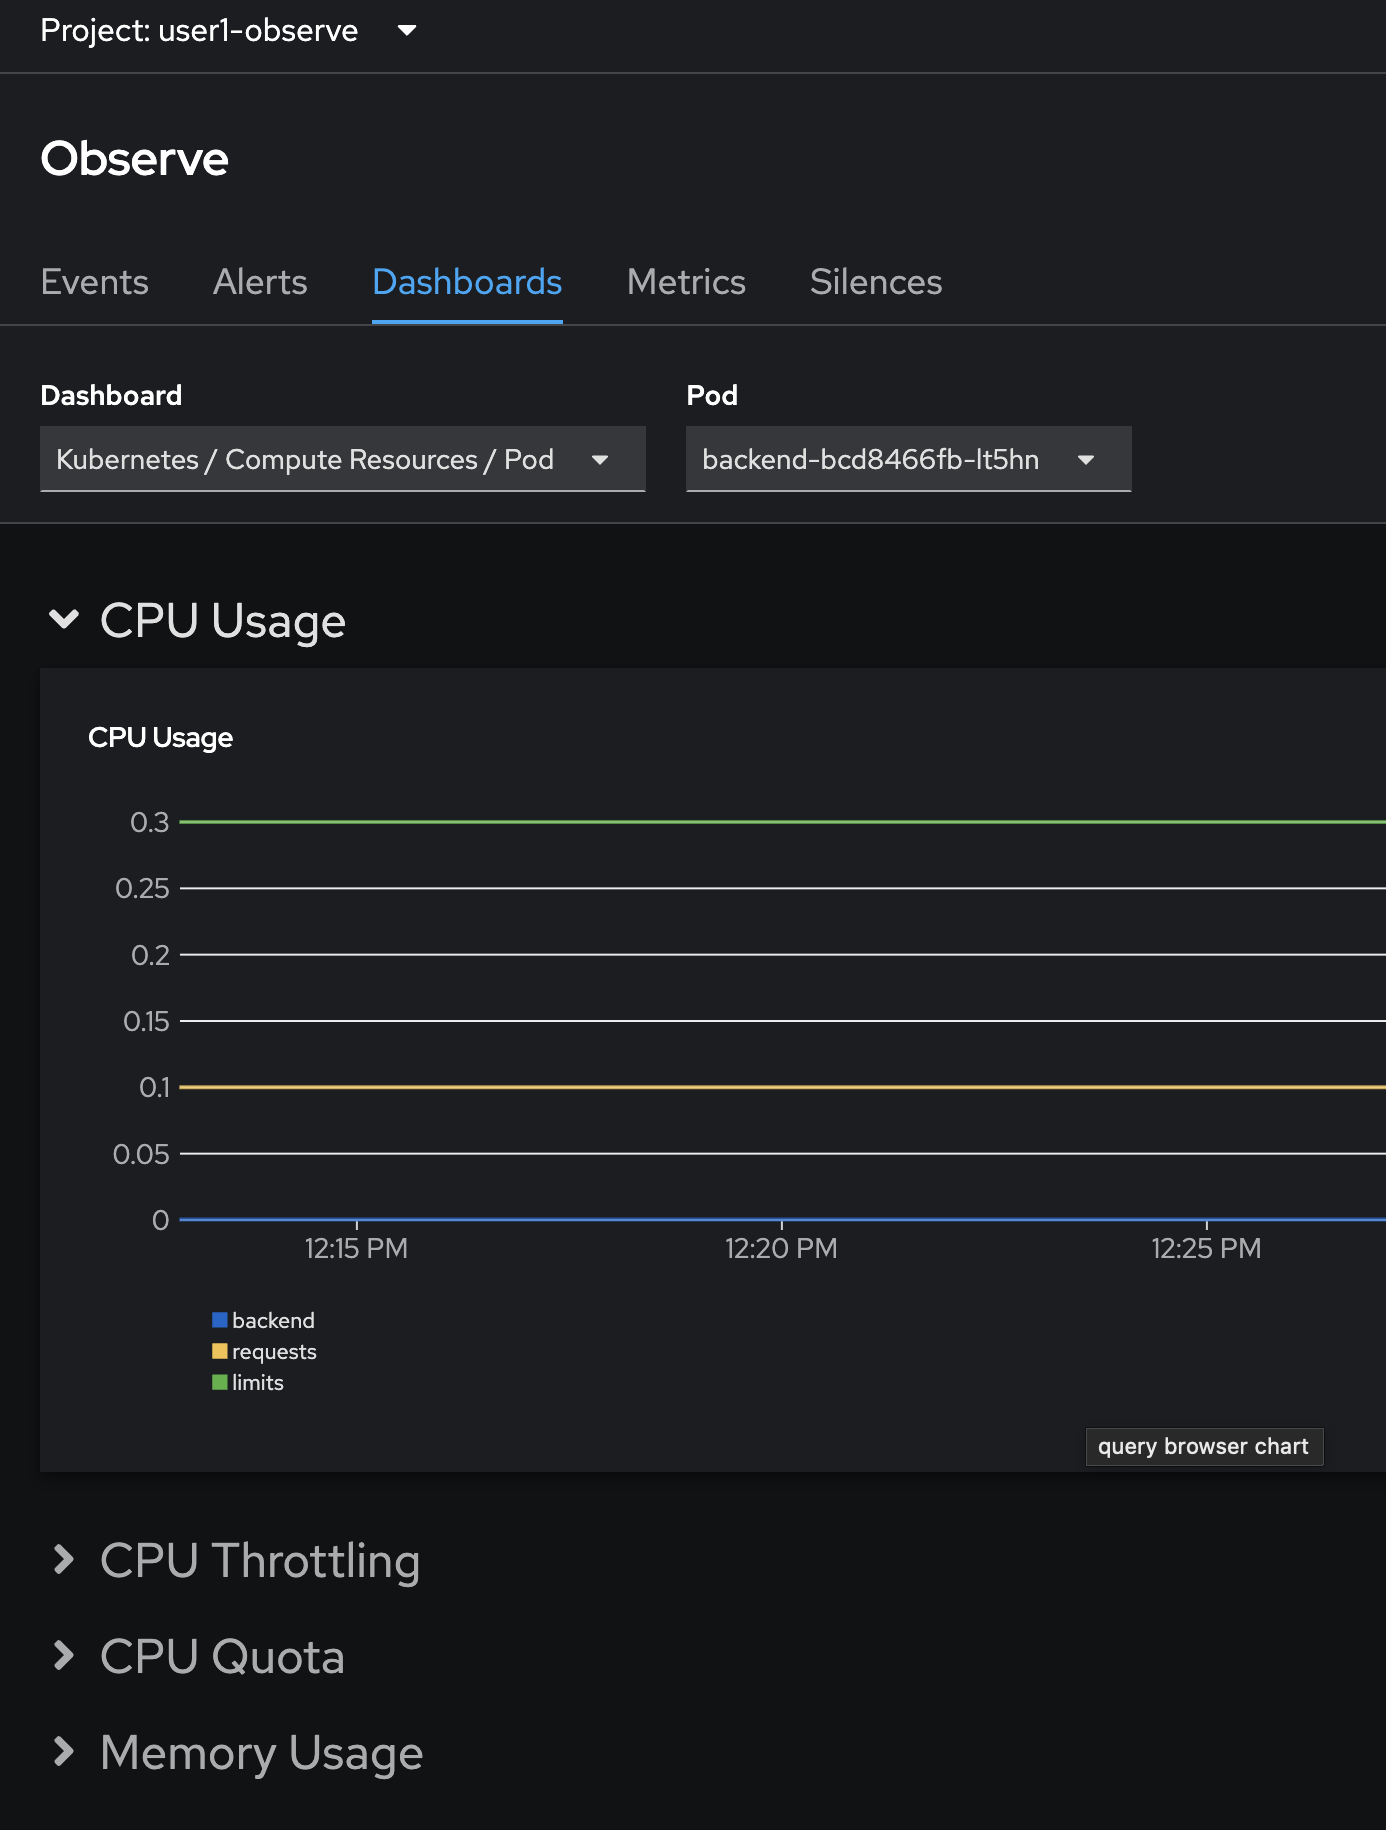 Project: user1-observe
Observe
Events Alerts Dashboards Metrics Silences
Dashboard Pod
Kubernetes / Compute Resources / Pod backend-bcd8466fb-lt5hn
CPU Usage
CPU Usage
0.3
0.25
0.2
0.15
0.1
0.05
0
12:15 PM 12:20 PM 12:25 PM
backend
requests
limits
query browser chart
CPU Throttling
CPU Quota
Memory Usage